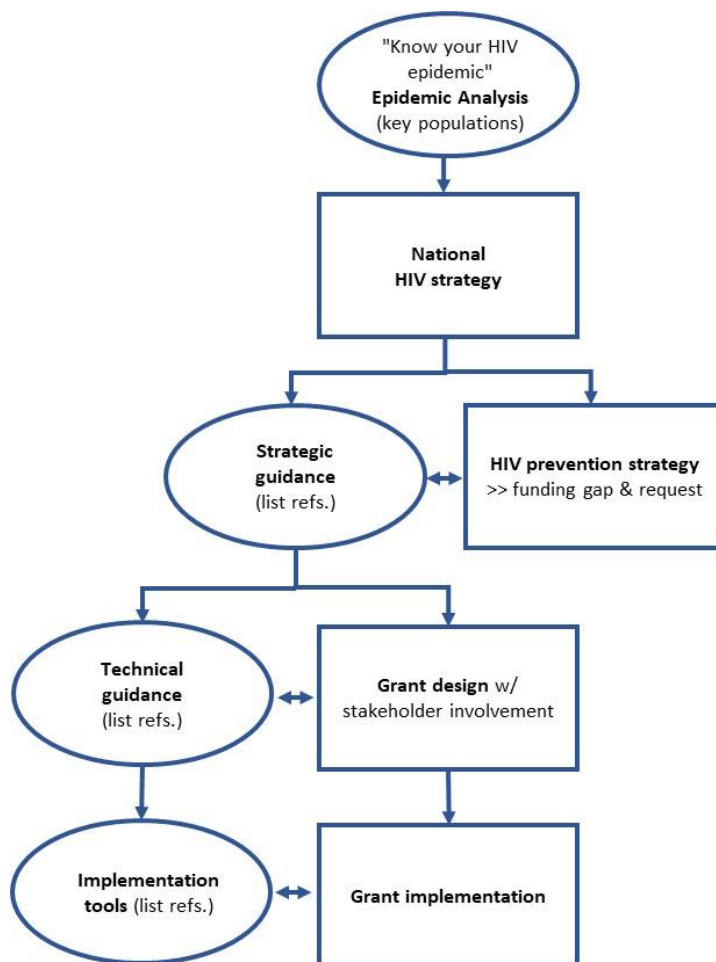 "Know your HIV
epidemic"
Epidemic Analysis
(key populations)
National
HIV strategy
Strategic
guidance
(list refs.)
HIV prevention strategy
>> funding gap & request
Technical
guidance
(list refs.)
Grant design w/
stakeholder involvement
Implementation
tools (list refs.)
Grant implementation